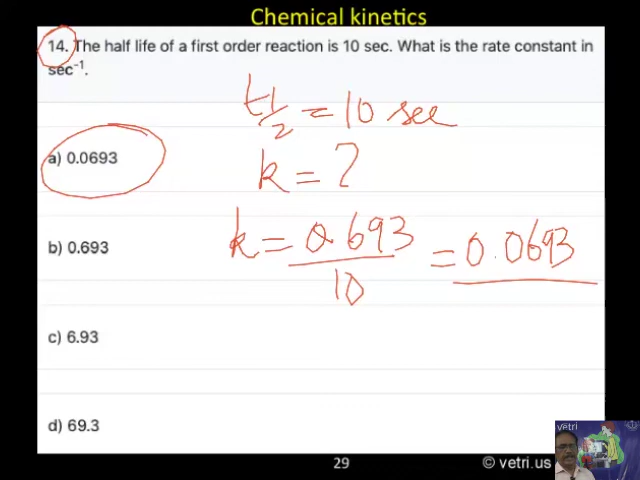 Chemical kinetics
14. The half life of a first order reaction is 10 sec. What is the rate constant in
sec⁻¹.
t1/2 = 10 sec
a) 0.0693
k = ?
b) 0.693
k = 0.693/10 = 0.0693
c) 6.93
d) 69.3
vetri
29
© vetri.us